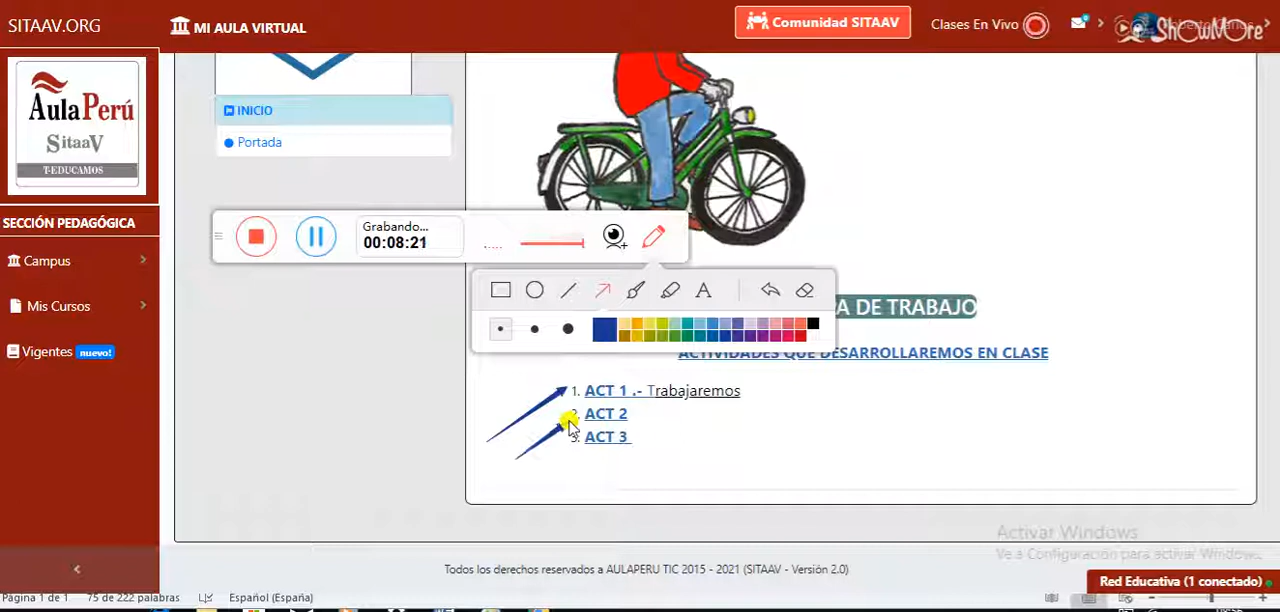 SITAAV.ORG
MI AULA VIRTUAL
Comunidad SITAAV
Clases En Vivo
ShowMore
AulaPerú
SitaaV
T-EDUCAMOS
INICIO
Portada
SECCIÓN PEDAGÓGICA
Campus
Mis Cursos
Vigentes nuevo!
Grabando...
00:08:21
A
DE TRABAJO
ACTIVIDADES QUE DESARROLLAREMOS EN CLASE
1. ACT 1 .- Trabajaremos
ACT 2
3. ACT 3
Activar Windows
Ve a Configuración para activar Windows.
Todos los derechos reservados a AULAPERU TIC 2015 - 2021 (SITAAV - Versión 2.0)
Red Educativa (1 conectado)
Página 1 de 1 75 de 222 palabras Español (España)